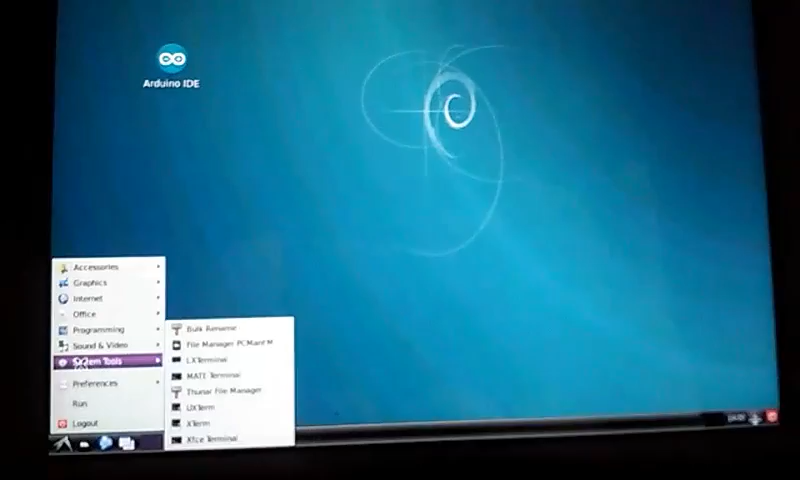 Arduino IDE
Accessories
Graphics
Internet
Office
Programming
Sound & Video
System Tools
Preferences
Run
Logout
Bulk Rename
File Manager PCManFM
LXTerminal
MATE Terminal
Thunar File Manager
UXTerm
XTerm
Xfce Terminal